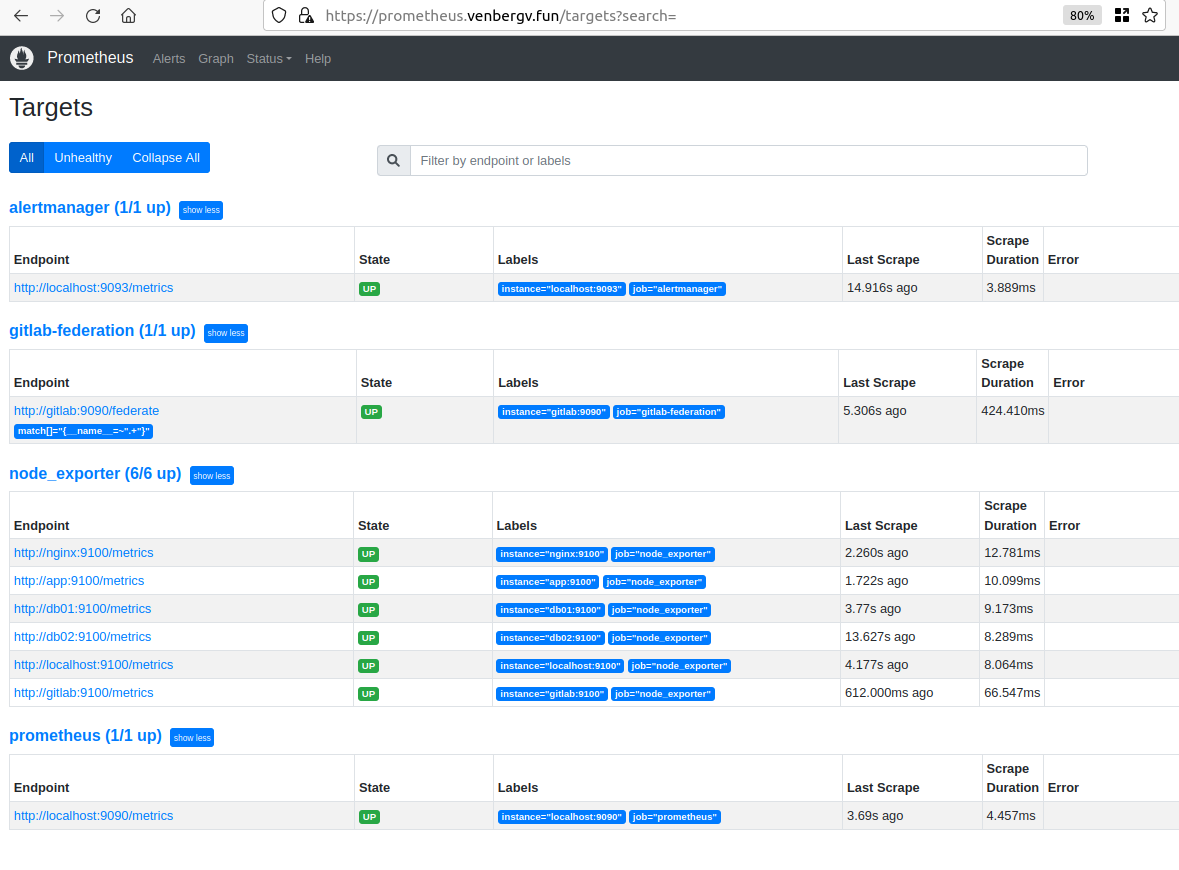 https://prometheus.venbergv.fun/targets?search=
80%
Prometheus Alerts Graph Status Help
Targets
All Unhealthy Collapse All Filter by endpoint or labels
alertmanager (1/1 up) show less
Endpoint State Labels Last Scrape Scrape Duration Error
http://localhost:9093/metrics UP instance="localhost:9093" job="alertmanager" 14.916s ago 3.889ms
gitlab-federation (1/1 up) show less
Endpoint State Labels Last Scrape Scrape Duration Error
http://gitlab:9090/federate UP instance="gitlab:9090" job="gitlab-federation" 5.306s ago 424.410ms
match[]="{__name__=~".+"}"
node_exporter (6/6 up) show less
Endpoint State Labels Last Scrape Scrape Duration Error
http://nginx:9100/metrics UP instance="nginx:9100" job="node_exporter" 2.260s ago 12.781ms
http://app:9100/metrics UP instance="app:9100" job="node_exporter" 1.722s ago 10.099ms
http://db01:9100/metrics UP instance="db01:9100" job="node_exporter" 3.77s ago 9.173ms
http://db02:9100/metrics UP instance="db02:9100" job="node_exporter" 13.627s ago 8.289ms
http://localhost:9100/metrics UP instance="localhost:9100" job="node_exporter" 4.177s ago 8.064ms
http://gitlab:9100/metrics UP instance="gitlab:9100" job="node_exporter" 612.000ms ago 66.547ms
prometheus (1/1 up) show less
Endpoint State Labels Last Scrape Scrape Duration Error
http://localhost:9090/metrics UP instance="localhost:9090" job="prometheus" 3.69s ago 4.457ms